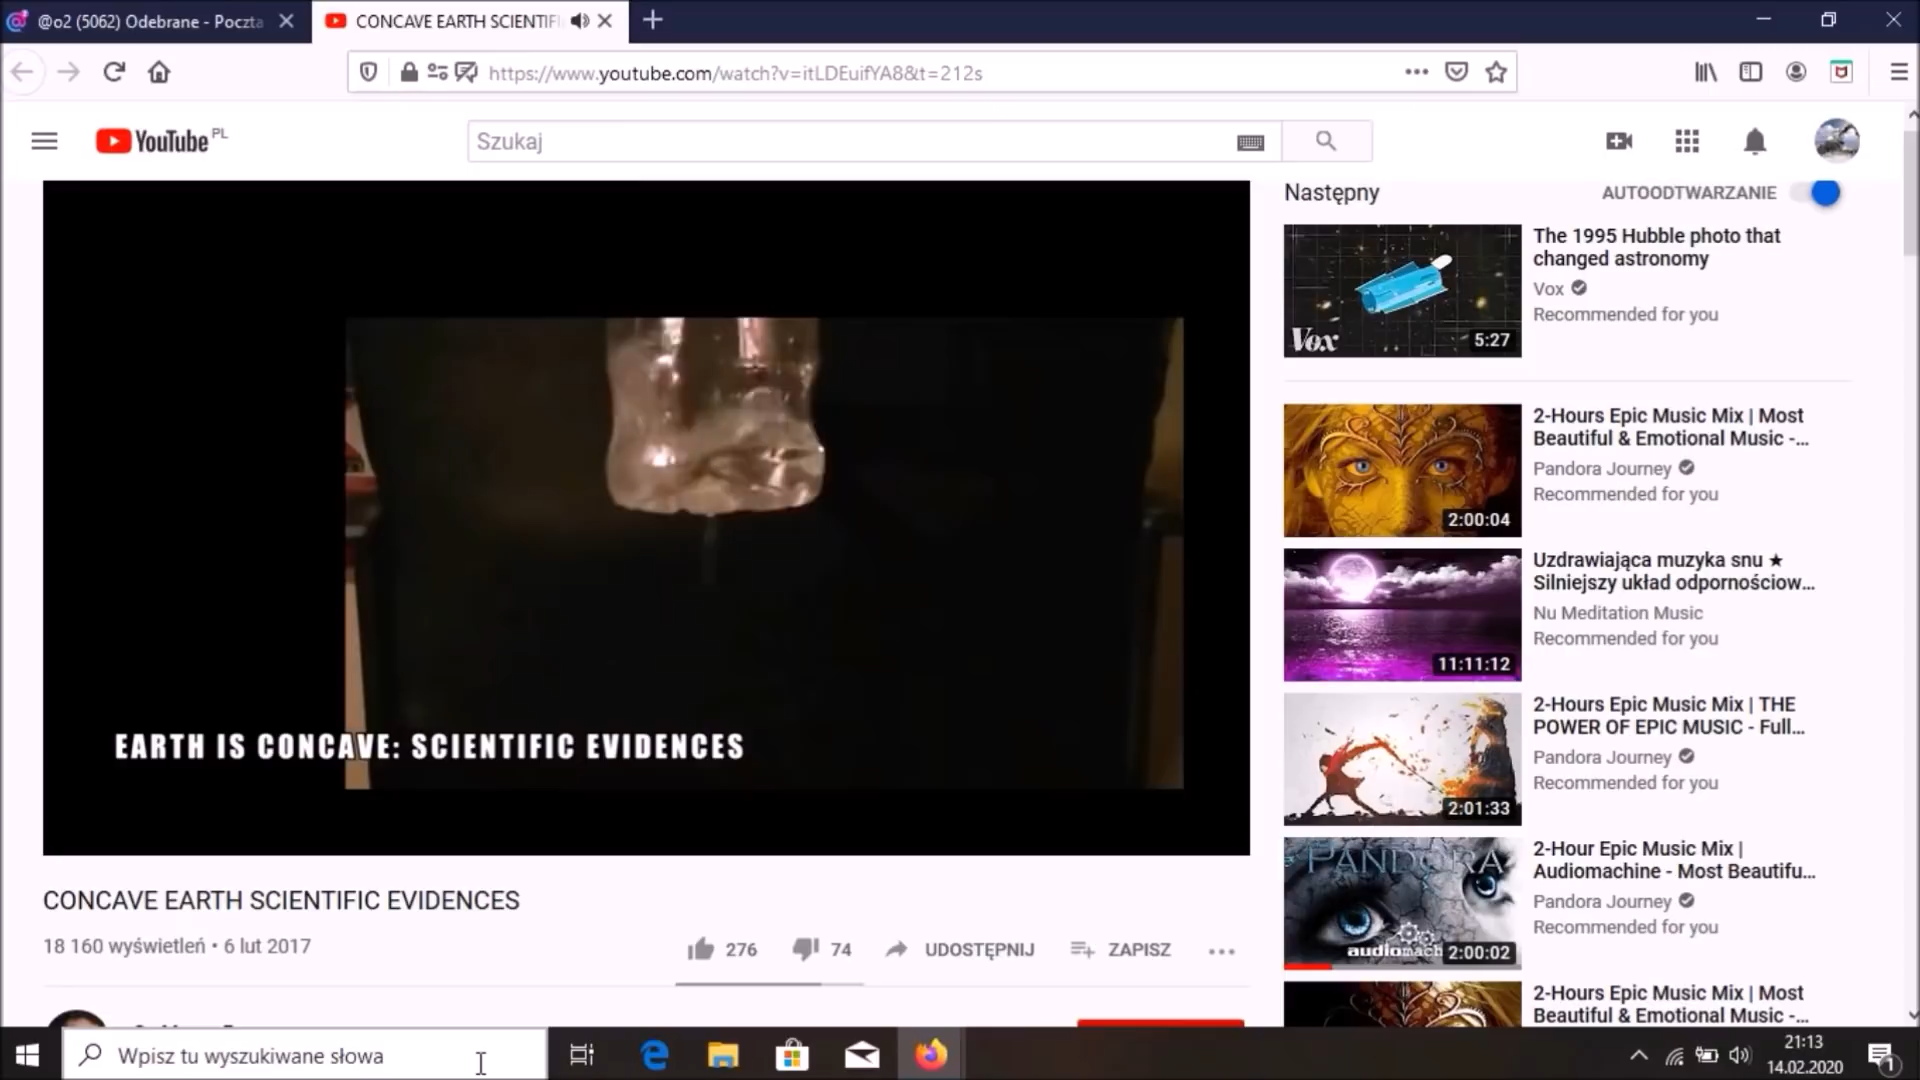 @o2 (5062) Odebrane - Poczta
CONCAVE EARTH SCIENTIFI
https://www.youtube.com/watch?v=itLDEuifYA8&t=212s
YouTube PL
Szukaj
Następny
AUTOODTWARZANIE
The 1995 Hubble photo that
changed astronomy
Vox
Recommended for you
Vox
5:27
2-Hours Epic Music Mix | Most
Beautiful & Emotional Music -...
Pandora Journey
Recommended for you
2:00:04
Uzdrawiająca muzyka snu ★
Silniejszy układ odpornościow...
Nu Meditation Music
Recommended for you
11:11:12
2-Hours Epic Music Mix | THE
POWER OF EPIC MUSIC - Full...
Pandora Journey
Recommended for you
2:01:33
2-Hour Epic Music Mix |
Audiomachine - Most Beautifu...
Pandora Journey
Recommended for you
PANDORA
audiomach
2:00:02
2-Hours Epic Music Mix | Most
Beautiful & Emotional Music -...
EARTH IS CONCAVE: SCIENTIFIC EVIDENCES
CONCAVE EARTH SCIENTIFIC EVIDENCES
18 160 wyświetleń • 6 lut 2017
276
74
UDOSTĘPNIJ
ZAPISZ
Wpisz tu wyszukiwane słowa
21:13
14.02.2020
1